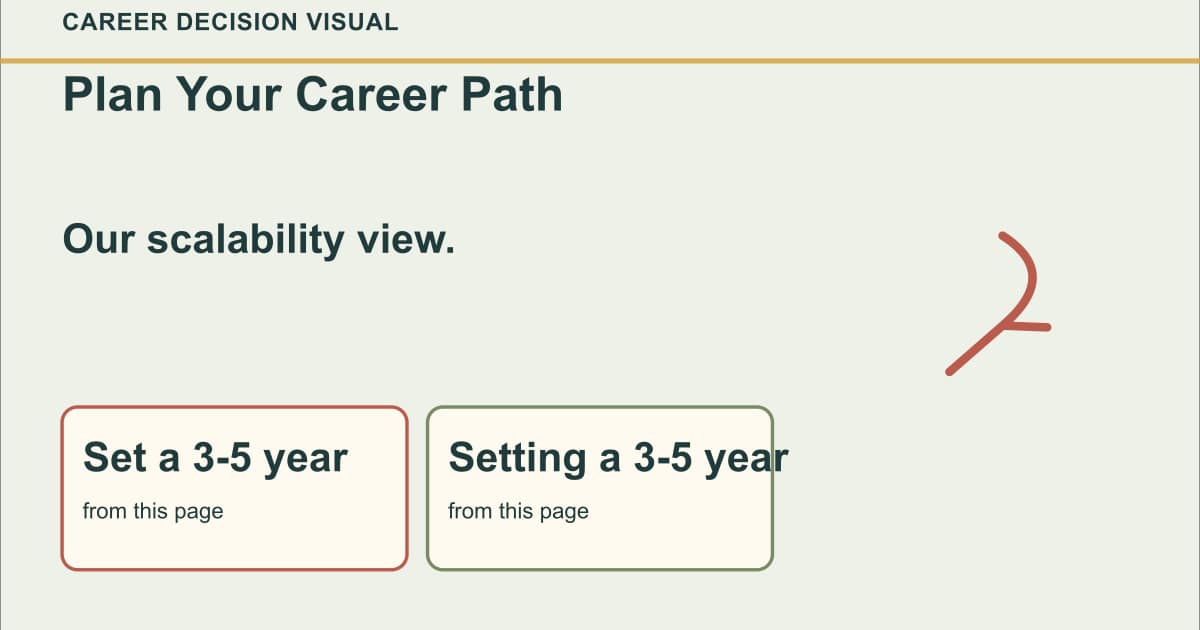 CAREER DECISION VISUAL
Plan Your Career Path
Our scalability view.
Set a 3-5 year
from this page
Setting a 3-5 year
from this page